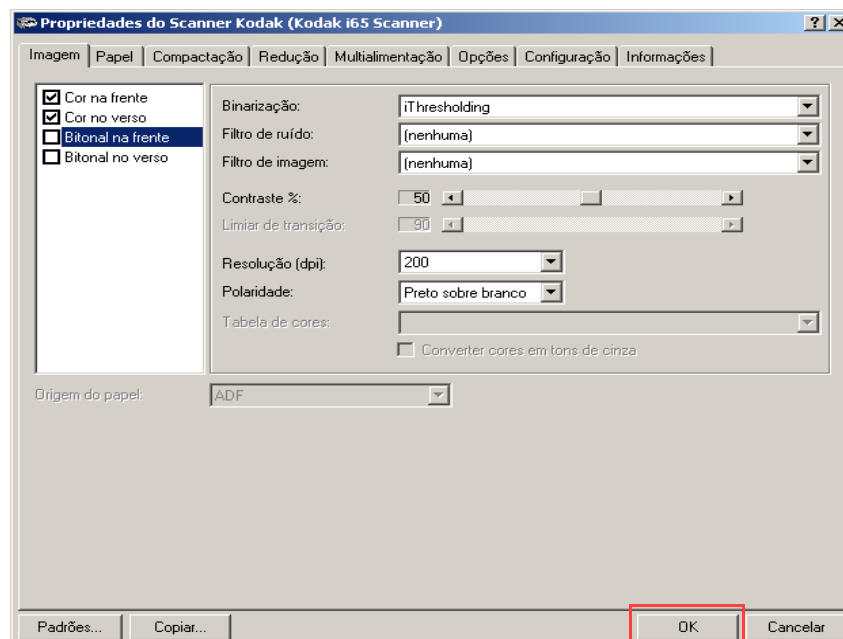 Propriedades do Scanner Kodak (Kodak i65 Scanner)
Imagem Papel Compactação Redução Multialimentação Opções Configuração Informações
Cor na frente
Cor no verso
Bitonal na frente
Bitonal no verso
Binarização: iThresholding
Filtro de ruído: (nenhuma)
Filtro de imagem: (nenhuma)
Contraste %: 50
Limiar de transição: 90
Resolução (dpi): 200
Polaridade: Preto sobre branco
Tabela de cores:
Converter cores em tons de cinza
Origem do papel: ADF
Padrões... Copiar... OK Cancelar